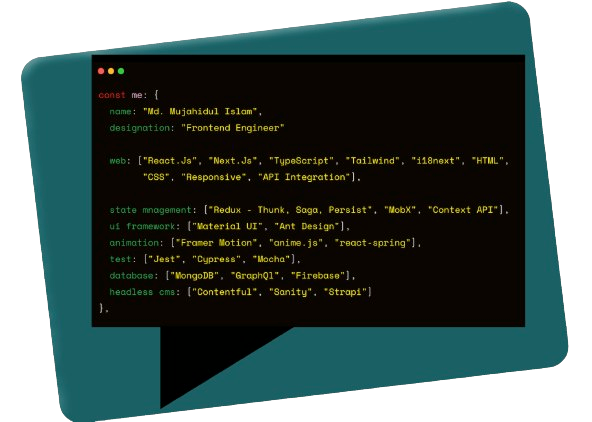 const me: {
name: "Md. Mujahidul Islam",
designation: "Frontend Engineer"
web: ["React.Js", "Next.Js", "TypeScript", "Tailwind", "i18next", "HTML",
"CSS", "Responsive", "API Integration"],
state mnagement: ["Redux - Thunk, Saga, Persist", "MobX", "Context API"],
ui framework: ["Material UI", "Ant Design"],
animation: ["Framer Motion", "anime.js", "react-spring"],
test: ["Jest", "Cypress", "Mocha"],
database: ["MongoDB", "GraphQl", "Firebase"],
headless cms: ["Contentful", "Sanity", "Strapi"]
},